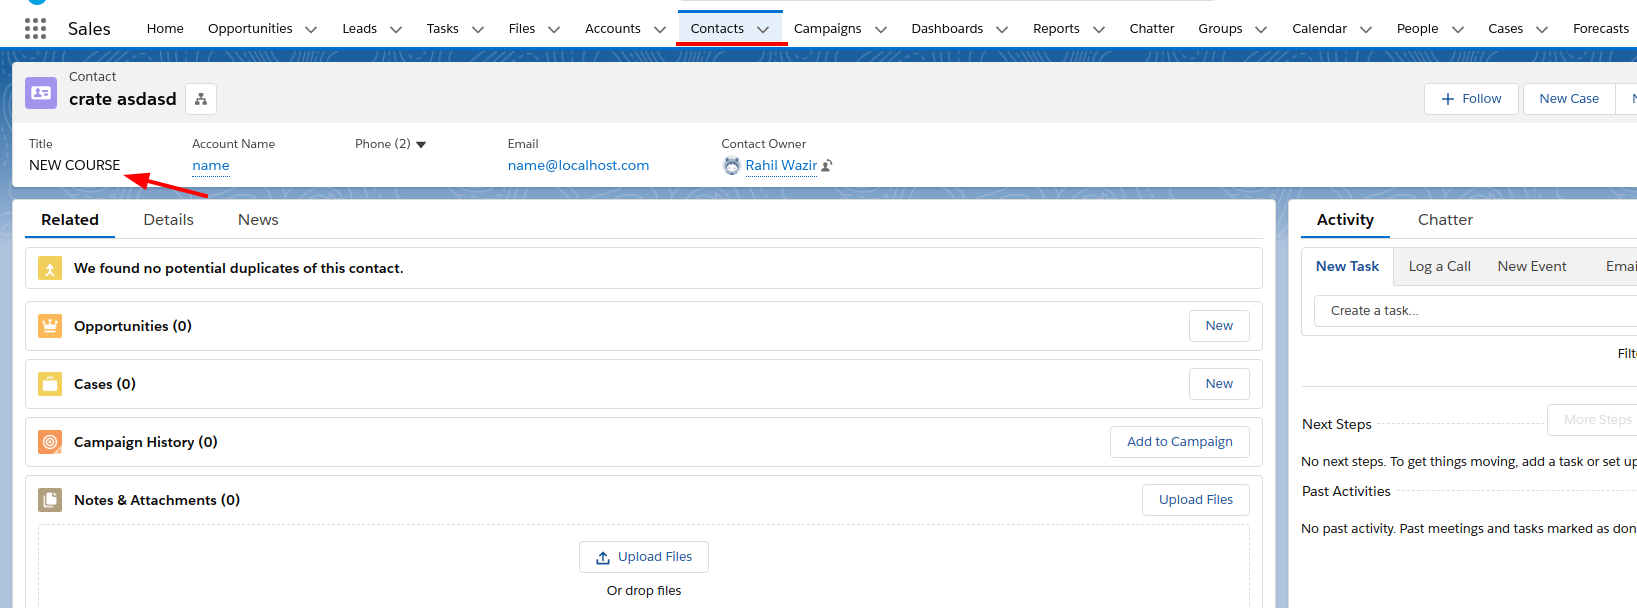 Sales Home Opportunities Leads Tasks Files Accounts Contacts Campaigns Dashboards Reports Chatter Groups Calendar People Cases Forecasts
Contact
crate asdasd
Follow New Case
Title Account Name Phone (2) Email Contact Owner
NEW COURSE name name@localhost.com Rahil Wazir
Related Details News
We found no potential duplicates of this contact.
Opportunities (0) New
Cases (0) New
Campaign History (0) Add to Campaign
Notes & Attachments (0) Upload Files
Upload Files
Or drop files
Activity Chatter
New Task Log a Call New Event Emai
Create a task...
Filt
Next Steps More Steps
No next steps. To get things moving, add a task or set up
Past Activities
No past activity. Past meetings and tasks marked as don